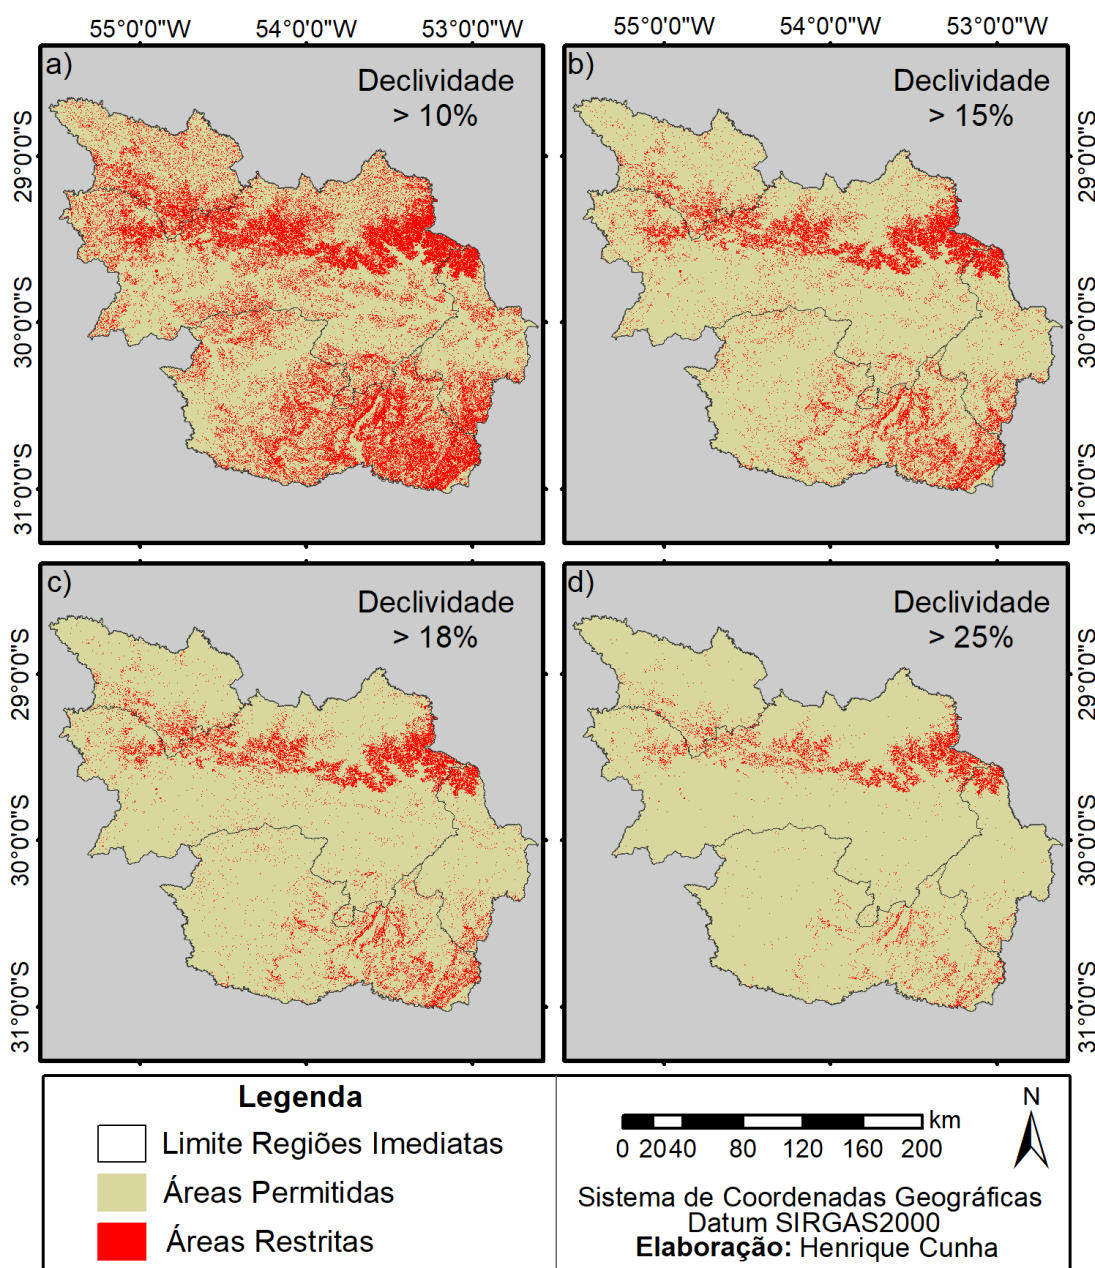 55°0'0"W 54°0'0"W 53°0'0"W 55°0'0"W 54°0'0"W 53°0'0"W
a)
Declividade
> 10%
b)
Declividade
> 15%
29°0'0"S
30°0'0"S
31°0'0"S
29°0'0"S
30°0'0"S
31°0'0"S
c)
Declividade
> 18%
d)
Declividade
> 25%
29°0'0"S
30°0'0"S
31°0'0"S
29°0'0"S
30°0'0"S
31°0'0"S
Legenda
Limite Regiões Imediatas
Áreas Permitidas
Áreas Restritas
km
0 20 40 80 120 160 200
N
Sistema de Coordenadas Geográficas
Datum SIRGAS2000
Elaboração: Henrique Cunha